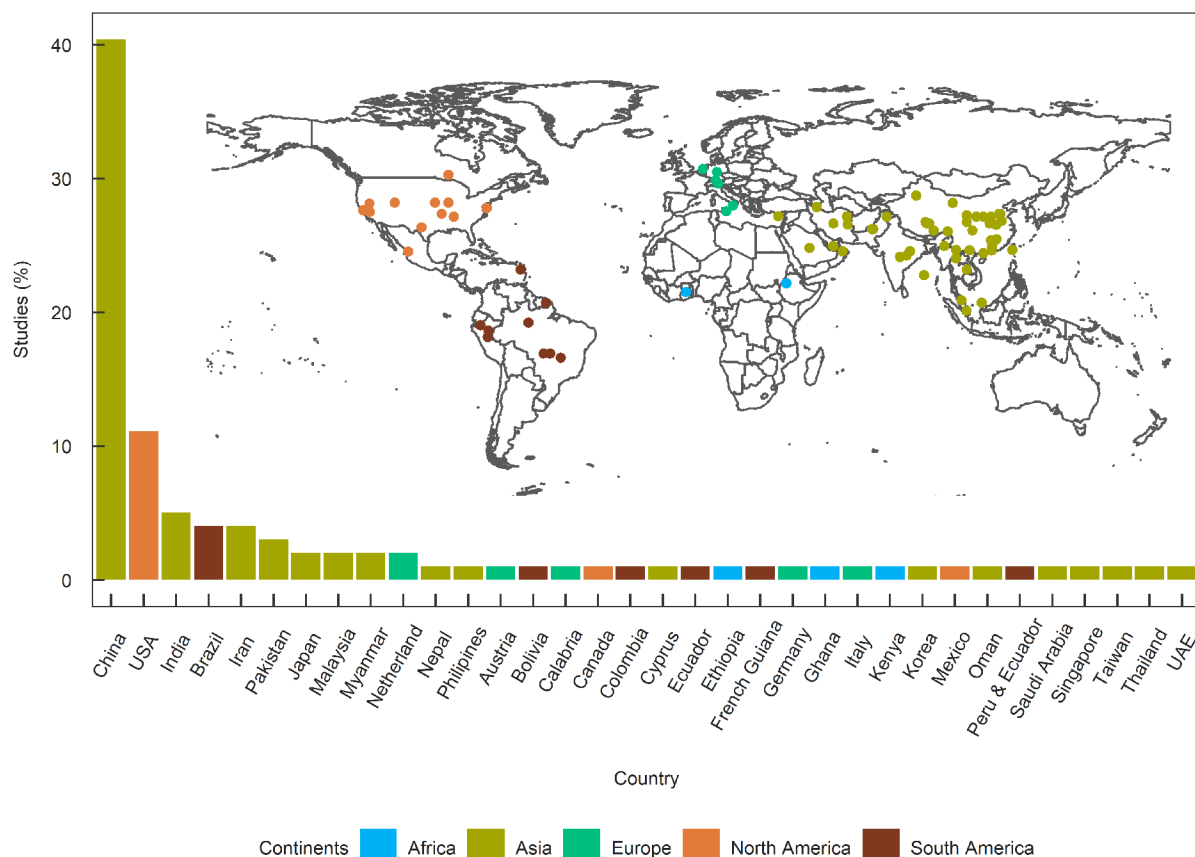 Studies (%)
40
30
20
10
0
China
USA
India
Brazil
Iran
Pakistan
Japan
Malaysia
Myanmar
Netherland
Nepal
Philipines
Austria
Bolivia
Calabria
Canada
Colombia
Cyprus
Ecuador
Ethiopia
French Guiana
Germany
Ghana
Italy
Kenya
Korea
Mexico
Oman
Peru & Ecuador
Saudi Arabia
Singapore
Taiwan
Thailand
UAE
Country
Continents Africa Asia Europe North America South America